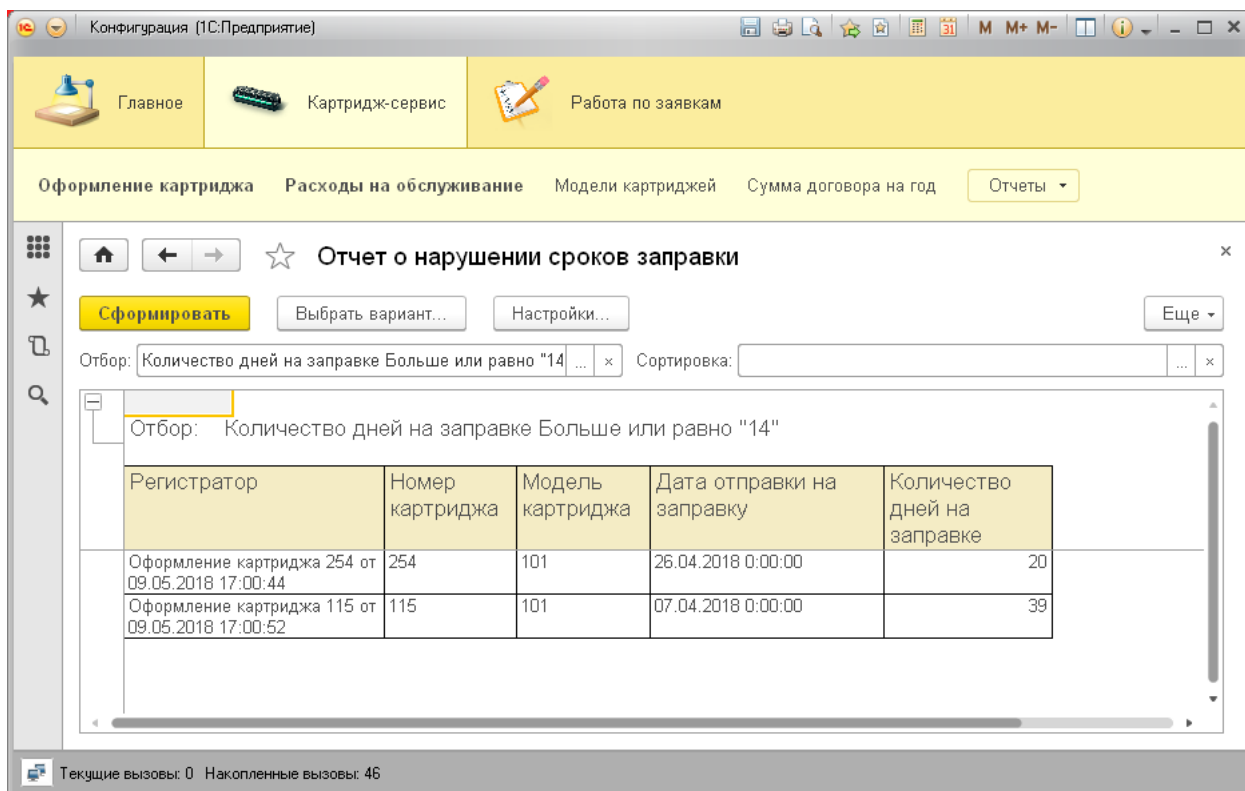 Конфигурация (1С:Предприятие)
M M+ M-
Главное
Картридж-сервис
Работа по заявкам
Оформление картриджа Расходы на обслуживание Модели картриджей Сумма договора на год Отчеты
Отчет о нарушении сроков заправки
Сформировать Выбрать вариант... Настройки... Еще
Отбор: Количество дней на заправке Больше или равно "14 ... × Сортировка: ... ×
Отбор: Количество дней на заправке Больше или равно "14"
Регистратор Номер Модель Дата отправки на Количество
картриджа картриджа заправку дней на
заправке
Оформление картриджа 254 от 254 101 26.04.2018 0:00:00 20
09.05.2018 17:00:44
Оформление картриджа 115 от 115 101 07.04.2018 0:00:00 39
09.05.2018 17:00:52
Текущие вызовы: 0 Накопленные вызовы: 46